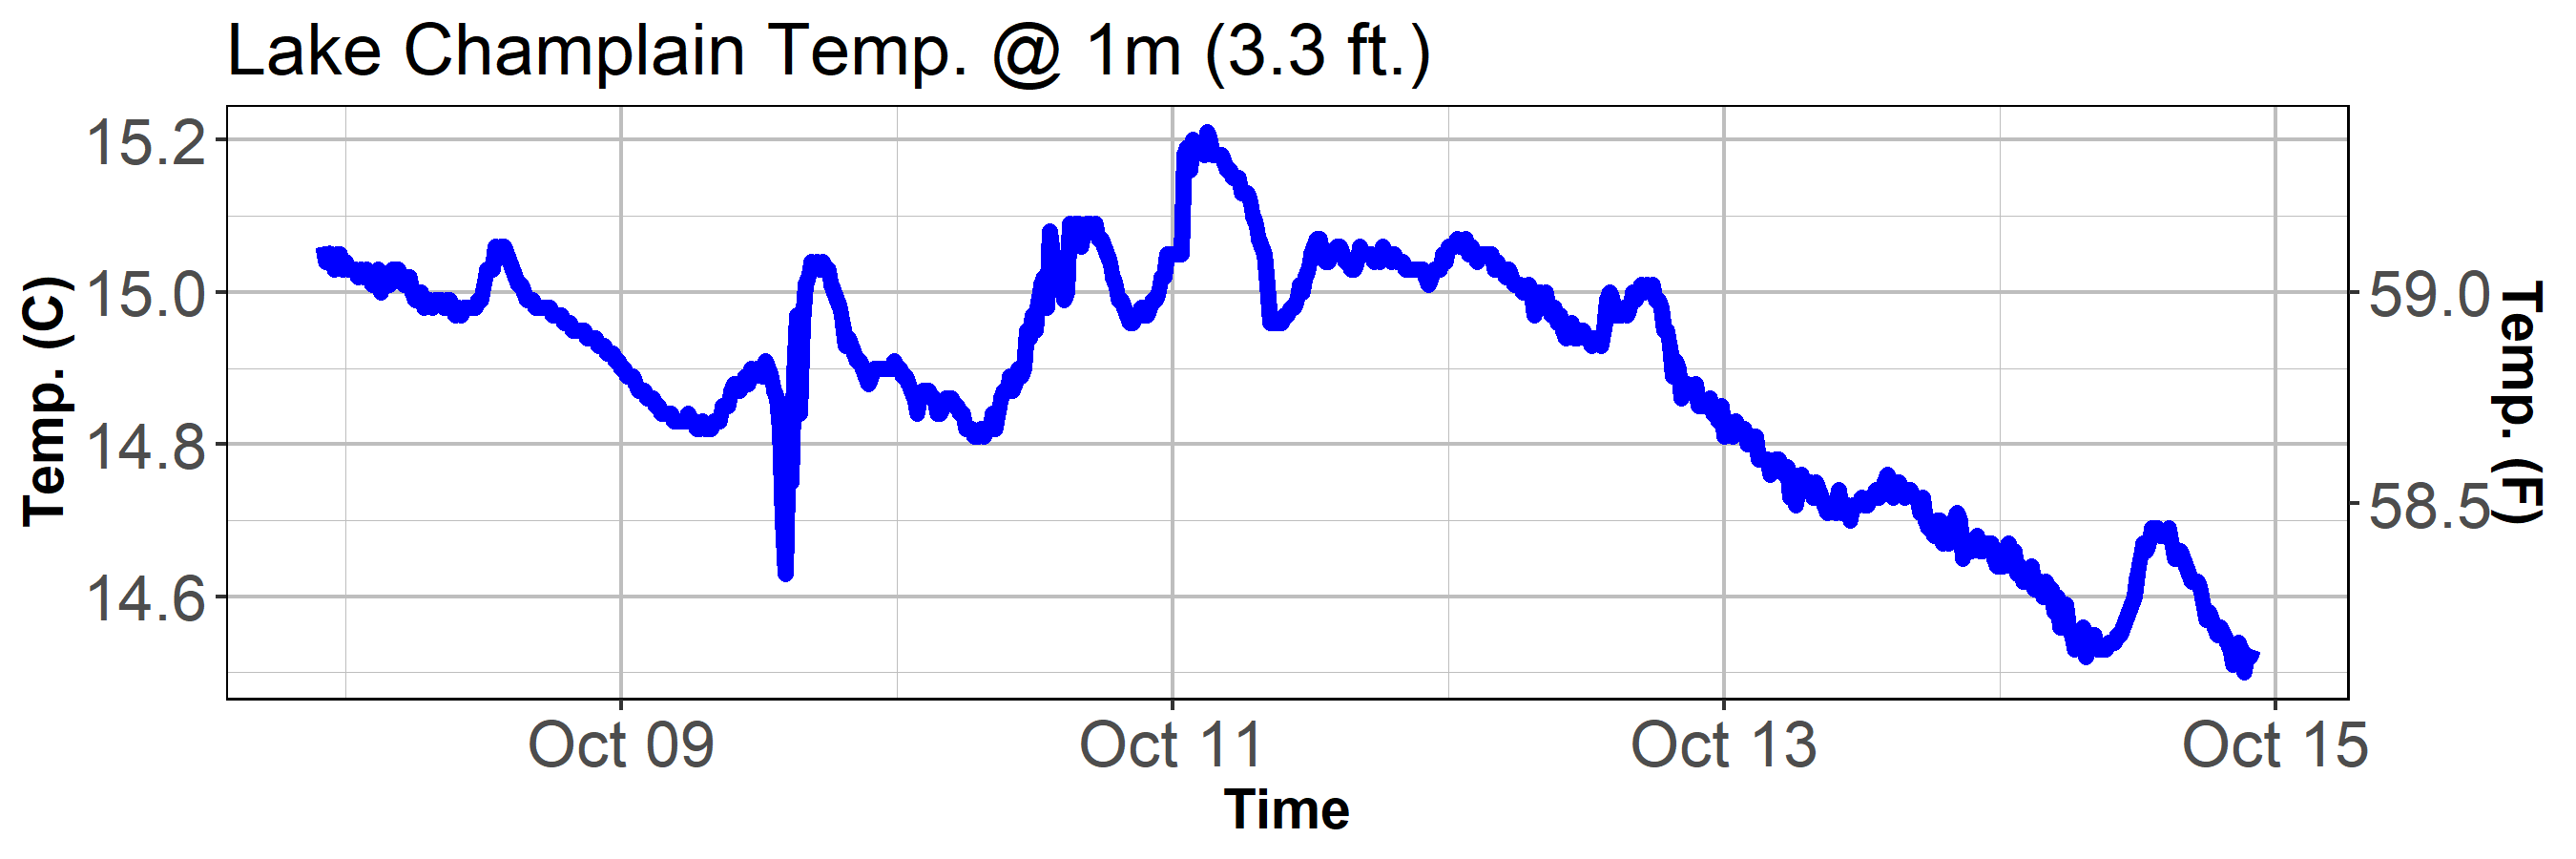 Lake Champlain Temp. @ 1m (3.3 ft.)
15.2
15.0
14.8
14.6
Temp. (C)
59.0
58.5
Temp. (F)
Oct 09 Oct 11 Oct 13 Oct 15
Time